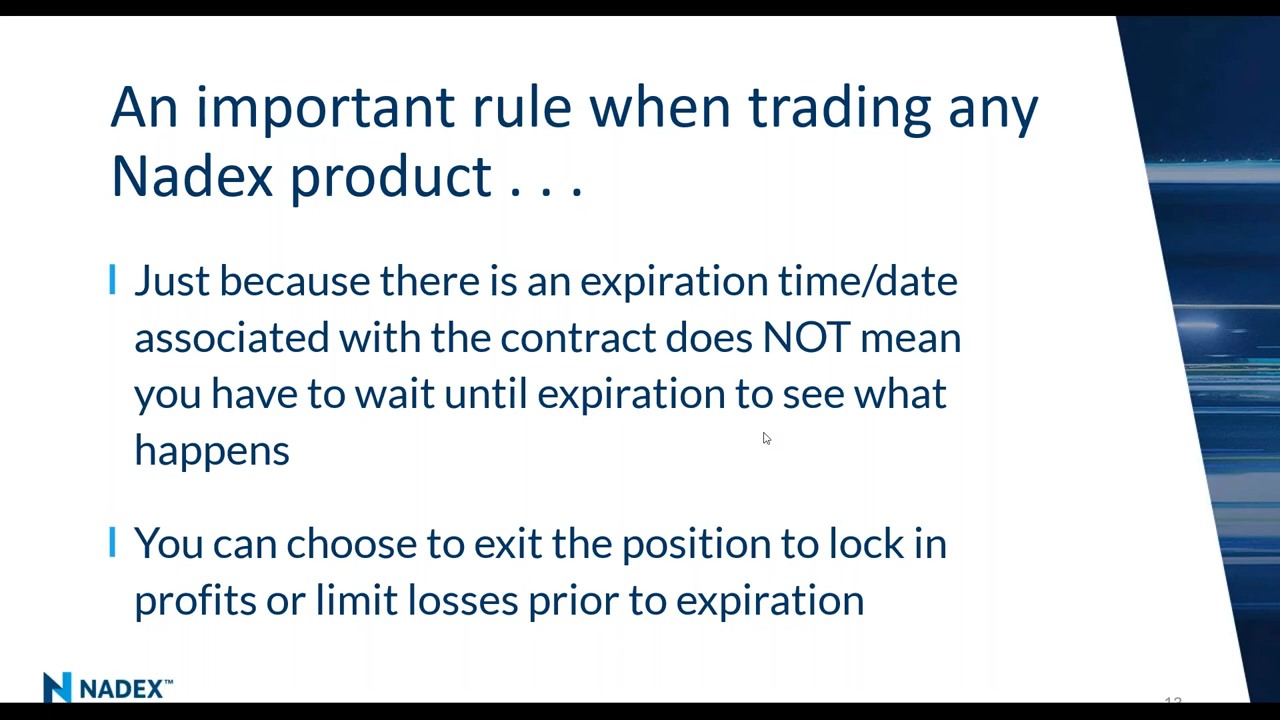 An important rule when trading any
Nadex product . . .
Just because there is an expiration time/date
associated with the contract does NOT mean
you have to wait until expiration to see what
happens
You can choose to exit the position to lock in
profits or limit losses prior to expiration
NADEX™